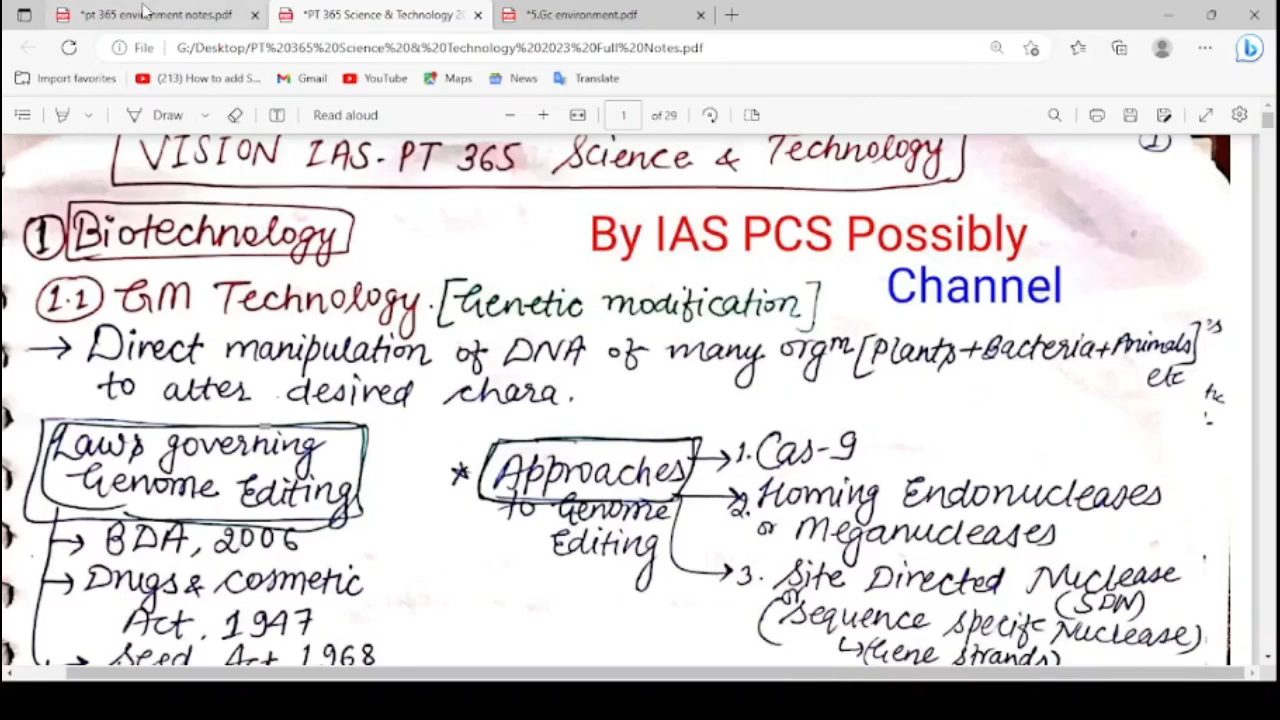 *pt 365 environment notes.pdf
*PT 365 Science & Technology 20
*5.Gc environment.pdf
File
G:/Desktop/PT%20365%20Science%20&%20Technology%202023%20Full%20Notes.pdf
Import favorites
(213) How to add S...
Gmail
YouTube
Maps
News
Translate
Draw
Read aloud
1
of 29
VISION IAS-PT 365 Science & Technology
1
1 Biotechnology
By IAS PCS Possibly
Channel
1.1 GM Technology. [Genetic modification]
→ Direct manipulation of DNA of many orgm [Plants+Bacteria+Animals]
etc
to alter desired chara.
Laws governing
Genome Editing
→ BDA, 2006
→ Drugs & cosmetic
Act, 1947
→ Seed Act 1968
* Approaches
to Genome
Editing
→ 1. Cas-9
→ 2. Homing Endonucleases
or Meganucleases
→ 3. Site Directed Nuclease
(SDN)
or
(Sequence specific Nuclease)
↳(Gene strands)